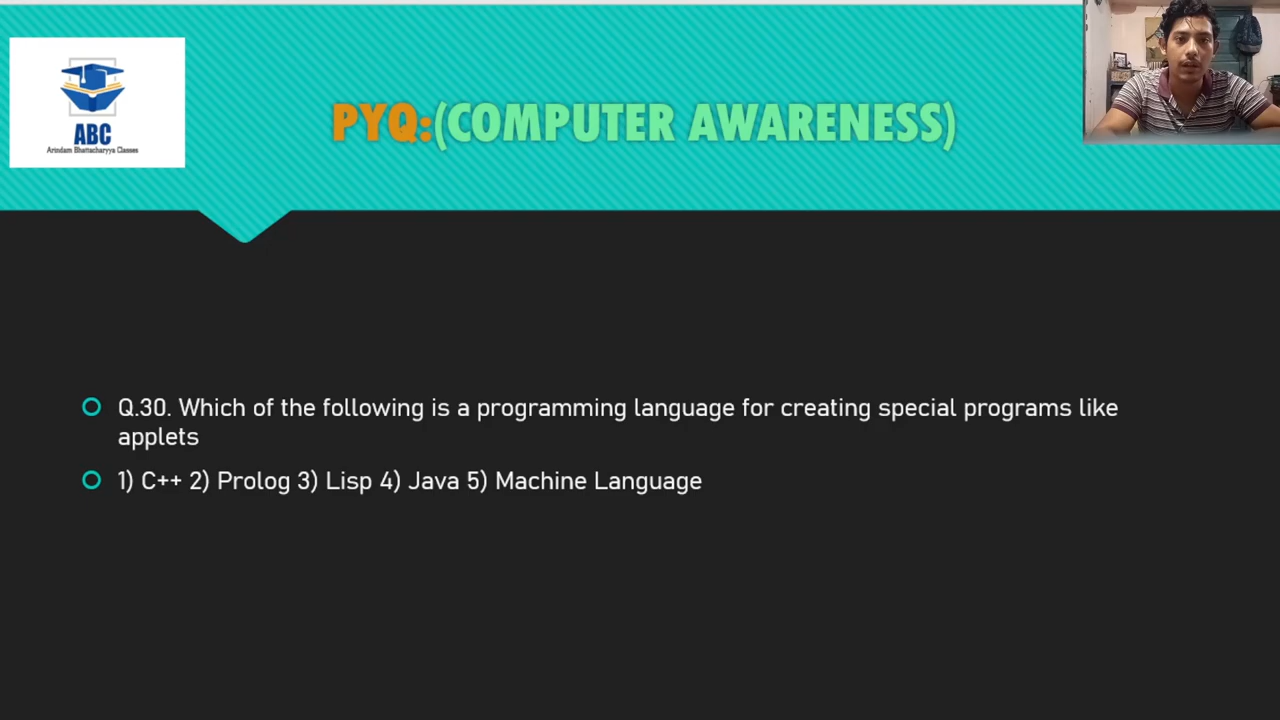 ABC
Arindam Bhattacharyya Classes
PYQ:(COMPUTER AWARENESS)
Q.30. Which of the following is a programming language for creating special programs like
applets
1) C++ 2) Prolog 3) Lisp 4) Java 5) Machine Language